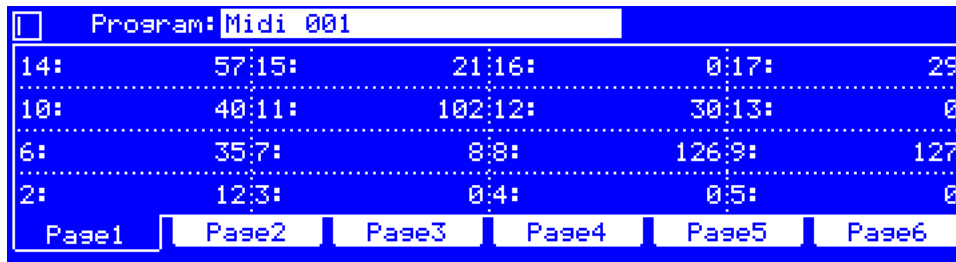 Program: Midi 001
14: 57 15: 21 16: 0 17: 29
10: 40 11: 102 12: 30 13: 0
6: 35 7: 8 8: 126 9: 127
2: 12 3: 0 4: 0 5: 0
Page1 Page2 Page3 Page4 Page5 Page6